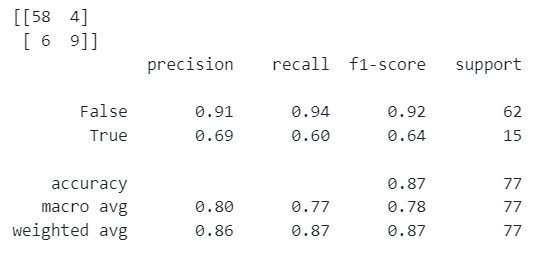 [[58 4]
[ 6 9]]
precision recall f1-score support
False 0.91 0.94 0.92 62
True 0.69 0.60 0.64 15
accuracy 0.87 77
macro avg 0.80 0.77 0.78 77
weighted avg 0.86 0.87 0.87 77